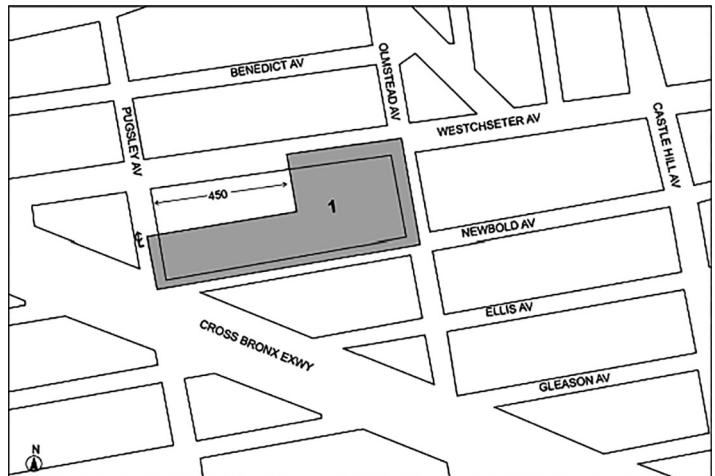 BENEDICT AV
OLMSTEAD AV
PUGSLEY AV
WESTCHSETER AV
CASTLE HILL AV
450
1
℄
NEWBOLD AV
ELLIS AV
CROSS BRONX EXWY
GLEASON AV
N